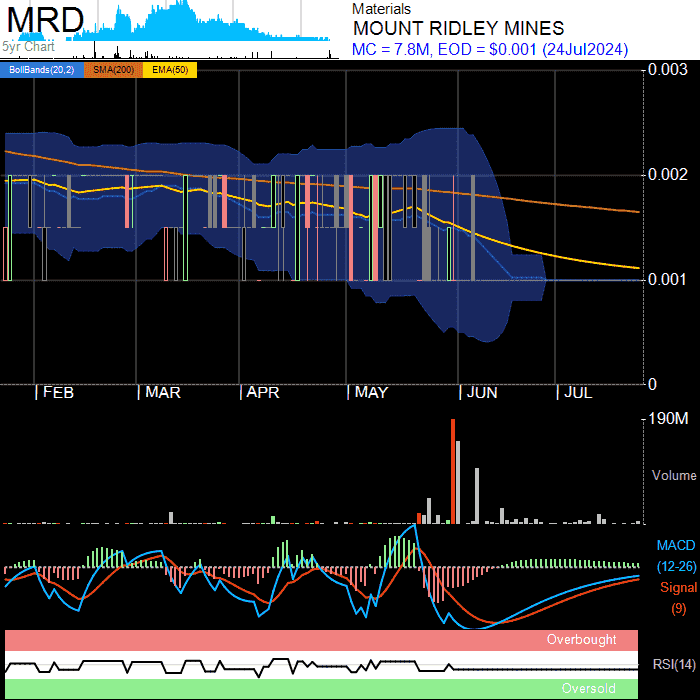 MRD
5yr Chart
Materials
MOUNT RIDLEY MINES
MC = 7.8M, EOD = $0.001 (24Jul2024)
BollBands(20,2) SMA(200) EMA(50)
0.003
0.002
0.001
0
FEB MAR APR MAY JUN JUL
190M
Volume
MACD
(12-26)
Signal
(9)
Overbought
RSI(14)
Oversold